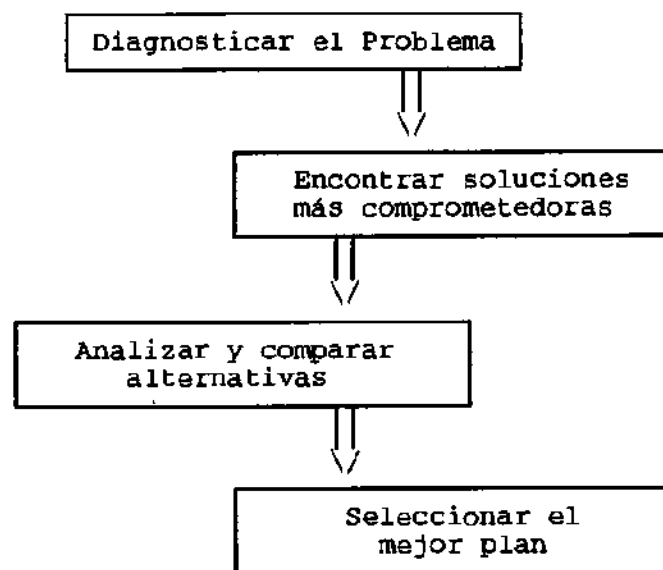 Diagnosticar el Problema
Encontrar soluciones
más comprometedoras
Analizar y comparar
alternativas
Seleccionar el
mejor plan